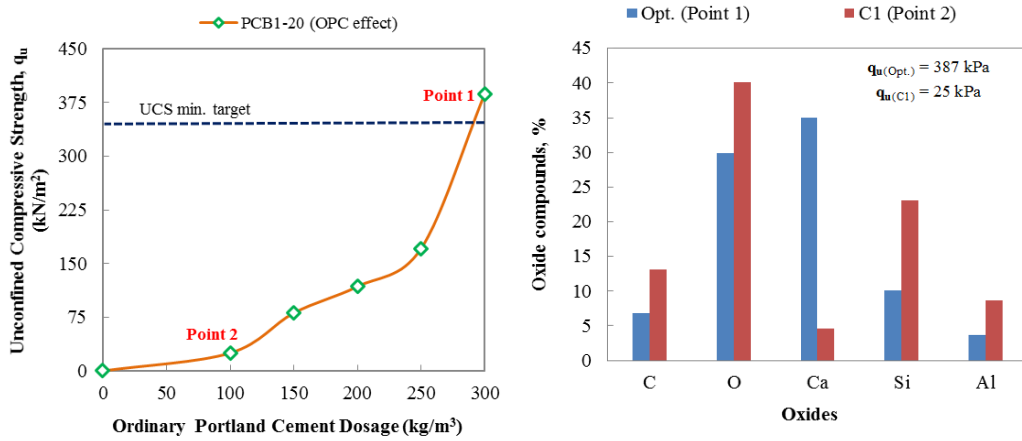 PCB1-20 (OPC effect)
Unconfined Compressive Strength, qu
(kN/m²)
450
375
300
225
150
75
0
UCS min. target
Point 1
Point 2
0
50
100
150
200
250
300
Ordinary Portland Cement Dosage (kg/m³)
Opt. (Point 1)
C1 (Point 2)
Oxide compounds, %
45
40
35
30
25
20
15
10
5
0
qu(Opt.) = 387 kPa
qu(C1) = 25 kPa
C
O
Ca
Si
Al
Oxides